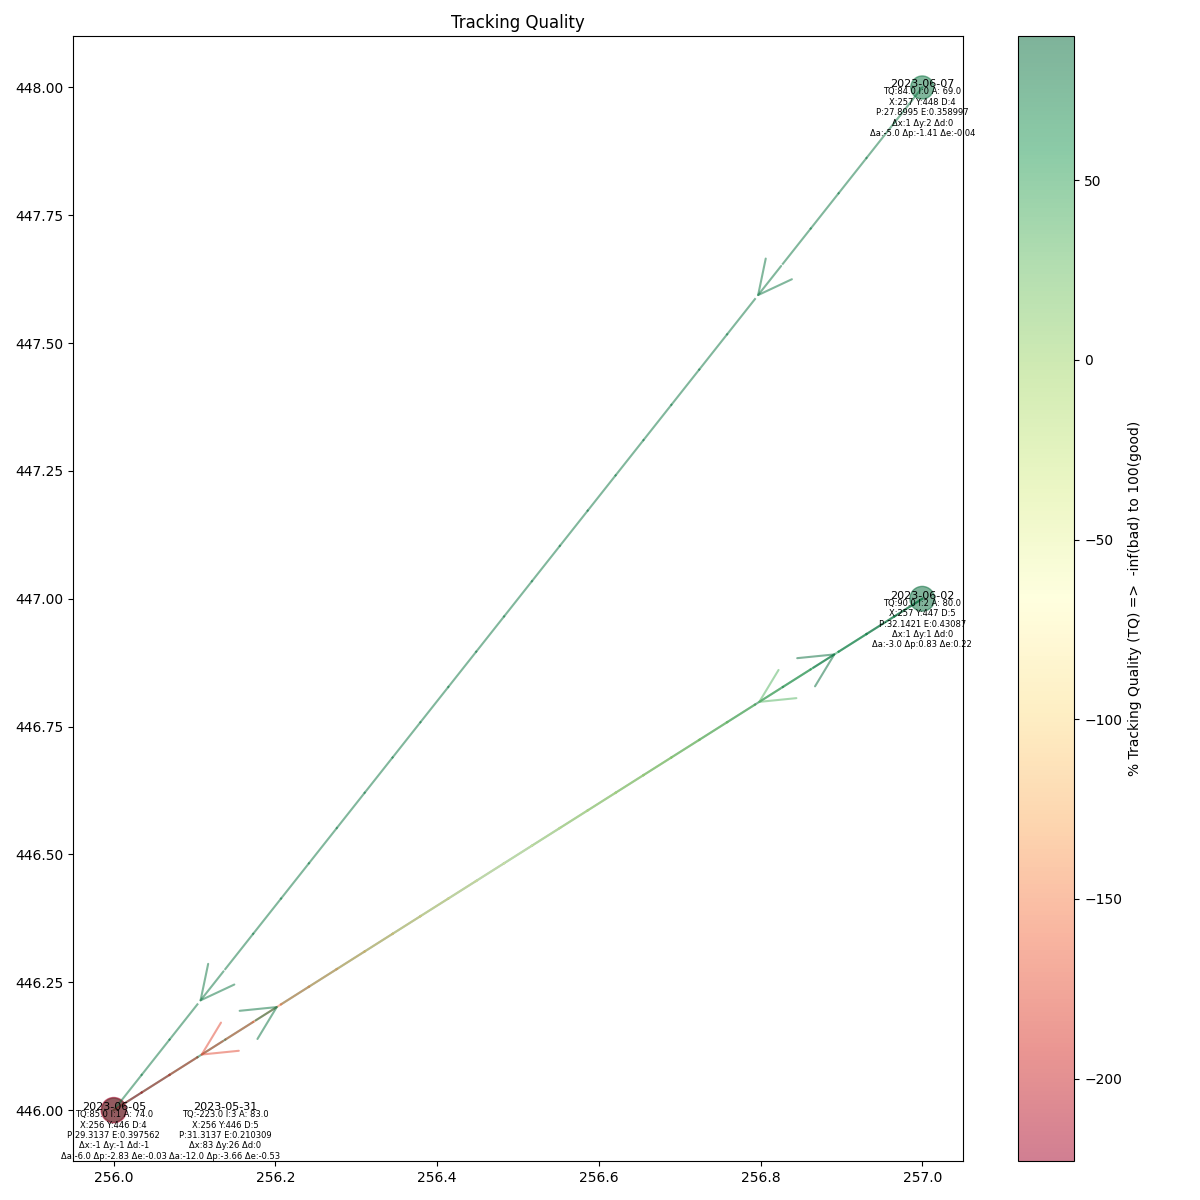 Tracking Quality
448.00
447.75
447.50
447.25
447.00
446.75
446.50
446.25
446.00
2023-06-07
TQ:84.0 I:0 A: 69.0
X:257 Y:448 D:4
P:27.8995 E:0.358997
Δx:1 Δy:2 Δd:0
Δa:-5.0 Δp:-1.41 Δe:-0.04
2023-06-02
TQ:90.0 I:2 A: 80.0
X:257 Y:447 D:5
P:32.1421 E:0.43087
Δx:1 Δy:1 Δd:0
Δa:-3.0 Δp:0.83 Δe:0.22
2023-06-05
TQ:85.0 I:1 A: 74.0
X:256 Y:446 D:4
P:29.3137 E:0.397562
Δx:-1 Δy:-1 Δd:-1
Δa:-6.0 Δp:-2.83 Δe:-0.03
2023-05-31
TQ:-223.0 I:3 A: 83.0
X:256 Y:446 D:5
P:31.3137 E:0.210309
Δx:83 Δy:26 Δd:0
Δa:-12.0 Δp:-3.66 Δe:-0.53
256.0
256.2
256.4
256.6
256.8
257.0
50
0
−50
−100
−150
−200
% Tracking Quality (TQ) => -inf(bad) to 100(good)